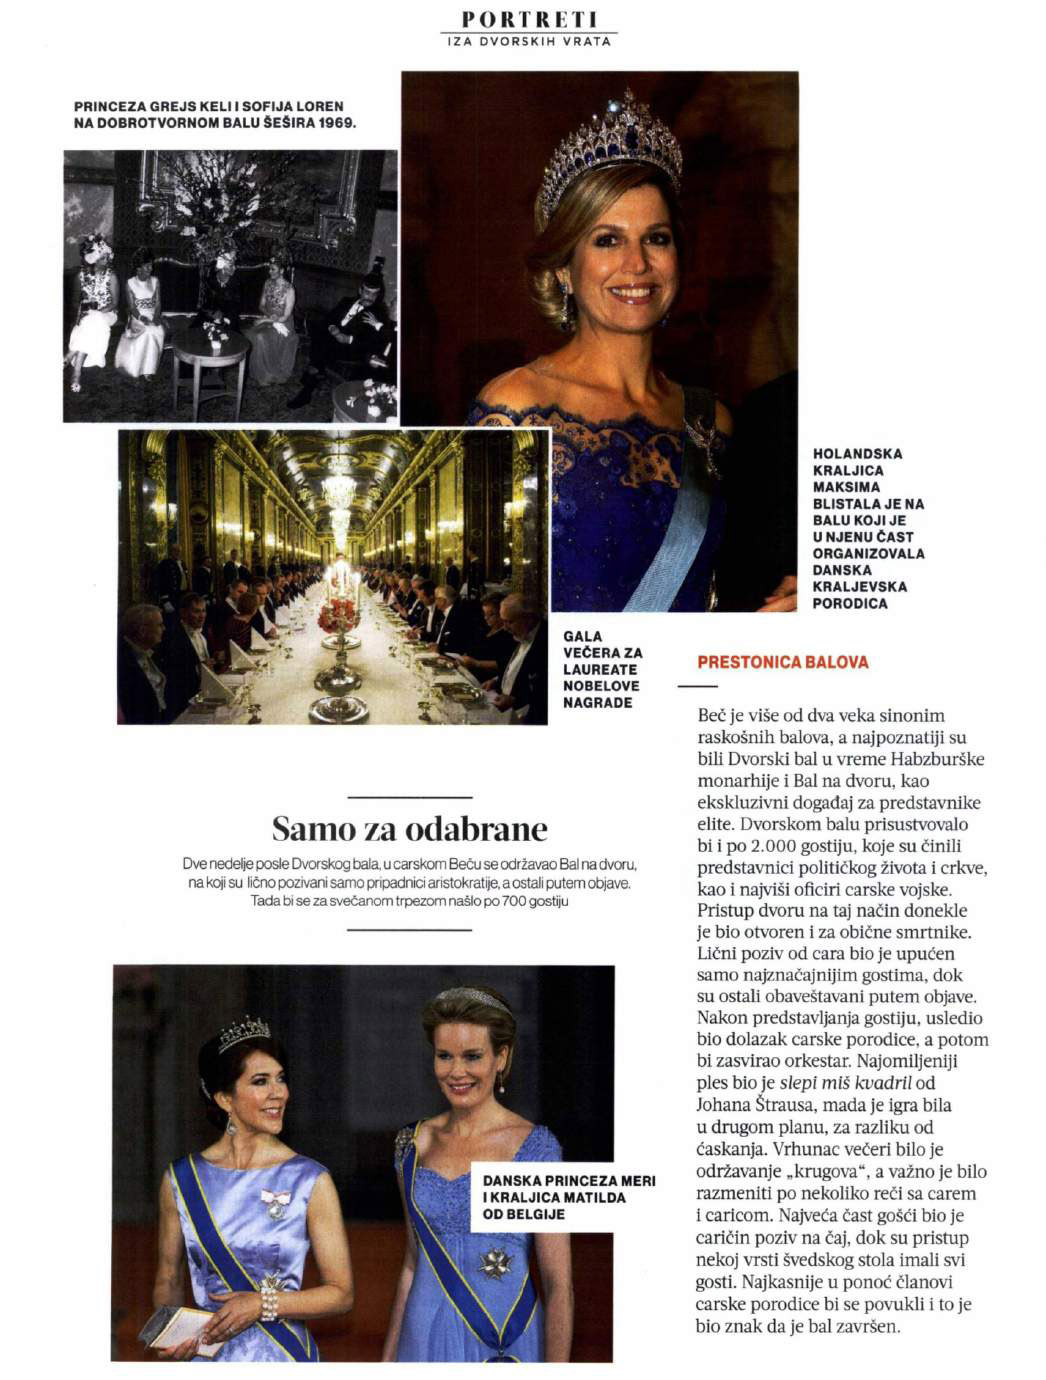 PORTRETI
IZA DVORSKIH VRATA
PRINCEZA GREJS KELI I SOFIJA LOREN
NA DOBROTVORNOM BALU ŠEŠIRA 1969.
HOLANDSKA
KRALJICA
MAKSIMA
BLISTALA JE NA
BALU KOJI JE
U NJENU ČAST
ORGANIZOVALA
DANSKA
KRALJEVSKA
PORODICA
GALA
VEČERA ZA
LAUREATE
NOBELOVE
NAGRADE
Samo za odabrane
Dve nedelje posle Dvorskog bala, u carskom Beču se održavao Bal na dvoru,
na koji su lično pozivani samo pripadnici aristokratije, a ostali putem objave.
Tada bi se za svečanom trpezom našlo po 700 gostiju
DANSKA PRINCEZA MERI
I KRALJICA MATILDA
OD BELGIJE
PRESTONICA BALOVA
Beč je više od dva veka sinonim
raskošnih balova, a najpoznatiji su
bili Dvorski bal u vreme Habzburške
monarhije i Bal na dvoru, kao
ekskluzivni događaj za predstavnike
elite. Dvorskom balu prisustvovalo
bi i po 2.000 gostiju, koje su činili
predstavnici političkog života i crkve,
kao i najviši oficiri carske vojske.
Pristup dvoru na taj način donekle
je bio otvoren i za obične smrtnike.
Lični poziv od cara bio je upućen
samo najznačajnijim gostima, dok
su ostali obaveštavani putem objave.
Nakon predstavljanja gostiju, usledio
bio dolazak carske porodice, a potom
bi zasvirao orkestar. Najomiljeniji
ples bio je slepi miš kvadril od
Johana Štrausa, mada je igra bila
u drugom planu, za razliku od
ćaskanja. Vrhunac večeri bilo je
održavanje „krugova“, a važno je bilo
razmeniti po nekoliko reči sa carem
i caricom. Najveća čast gošći bio je
caričin poziv na čaj, dok su pristup
nekoj vrsti švedskog stola imali svi
gosti. Najkasnije u ponoć članovi
carske porodice bi se povukli i to je
bio znak da je bal završen.